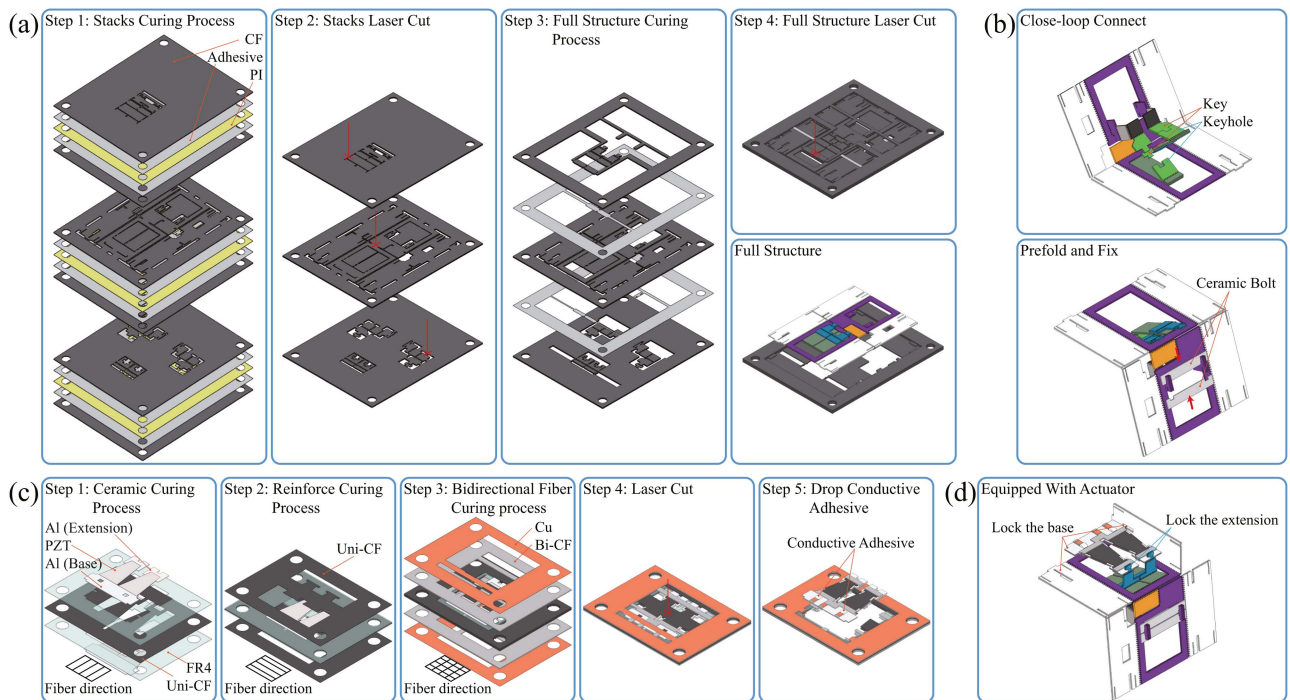 (a)
Step 1: Stacks Curing Process
CF
Adhesive
PI
Step 2: Stacks Laser Cut
Step 3: Full Structure Curing
Process
Step 4: Full Structure Laser Cut
Full Structure
(b)
Close-loop Connect
Key
Keyhole
Prefold and Fix
Ceramic Bolt
(c)
Step 1: Ceramic Curing
Process
Al (Extension)
PZT
Al (Base)
FR4
Uni-CF
Fiber direction
Step 2: Reinforce Curing
Process
Uni-CF
Fiber direction
Step 3: Bidirectional Fiber
Curing process
Cu
Bi-CF
Fiber direction
Step 4: Laser Cut
Step 5: Drop Conductive
Adhesive
Conductive Adhesive
(d)
Equipped With Actuator
Lock the base
Lock the extension